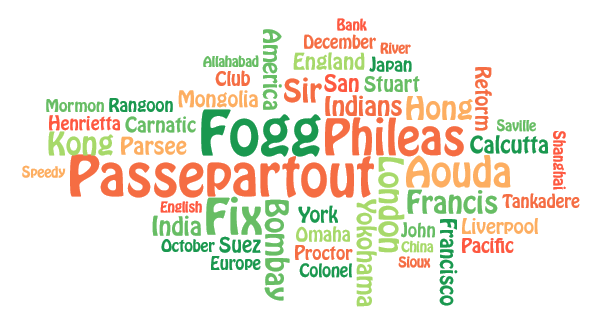 Bank
December
River
America
Allahabad
England
Japan
Club
Sir
San
Stuart
Reform
Mongolia
Indians
Hong
Mormon
Rangoon
Henrietta
Carnatic
Fogg
Phileas
Saville
Kong
Parsee
Calcutta
Shanghai
Speedy
Passepartout
London
Aouda
English
Fix
Bombay
York
Yokohama
Francis
Tankadere
India
Omaha
John
Francisco
Liverpool
October
Suez
Proctor
China
Pacific
Europe
Colonel
Sioux